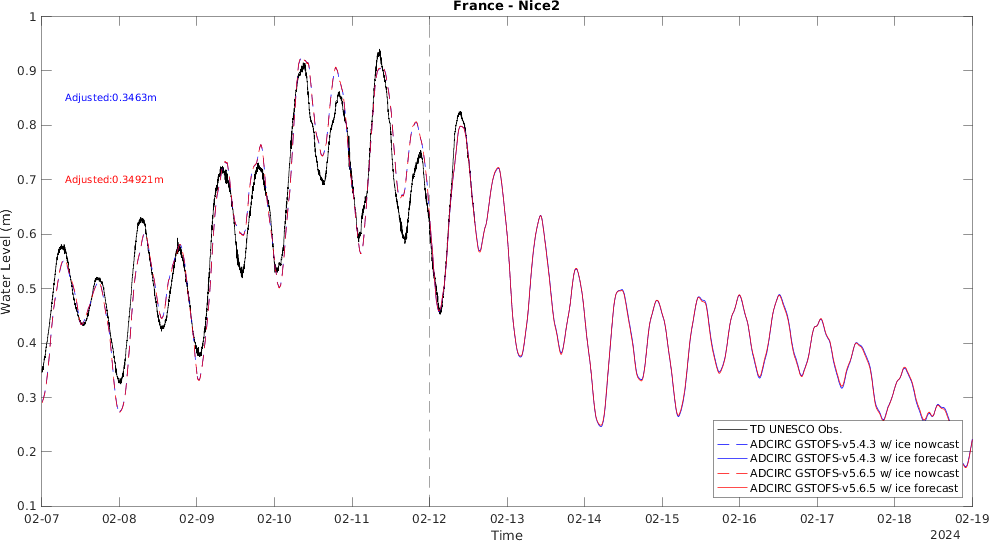 France - Nice2
1
0.9
0.8
0.7
0.6
0.5
0.4
0.3
0.2
0.1
Water Level (m)
Adjusted:0.3463m
Adjusted:0.34921m
TD UNESCO Obs.
ADCIRC GSTOFS-v5.4.3 w/ ice nowcast
ADCIRC GSTOFS-v5.4.3 w/ ice forecast
ADCIRC GSTOFS-v5.6.5 w/ ice nowcast
ADCIRC GSTOFS-v5.6.5 w/ ice forecast
02-07 02-08 02-09 02-10 02-11 02-12 02-13 02-14 02-15 02-16 02-17 02-18 02-19
Time
2024